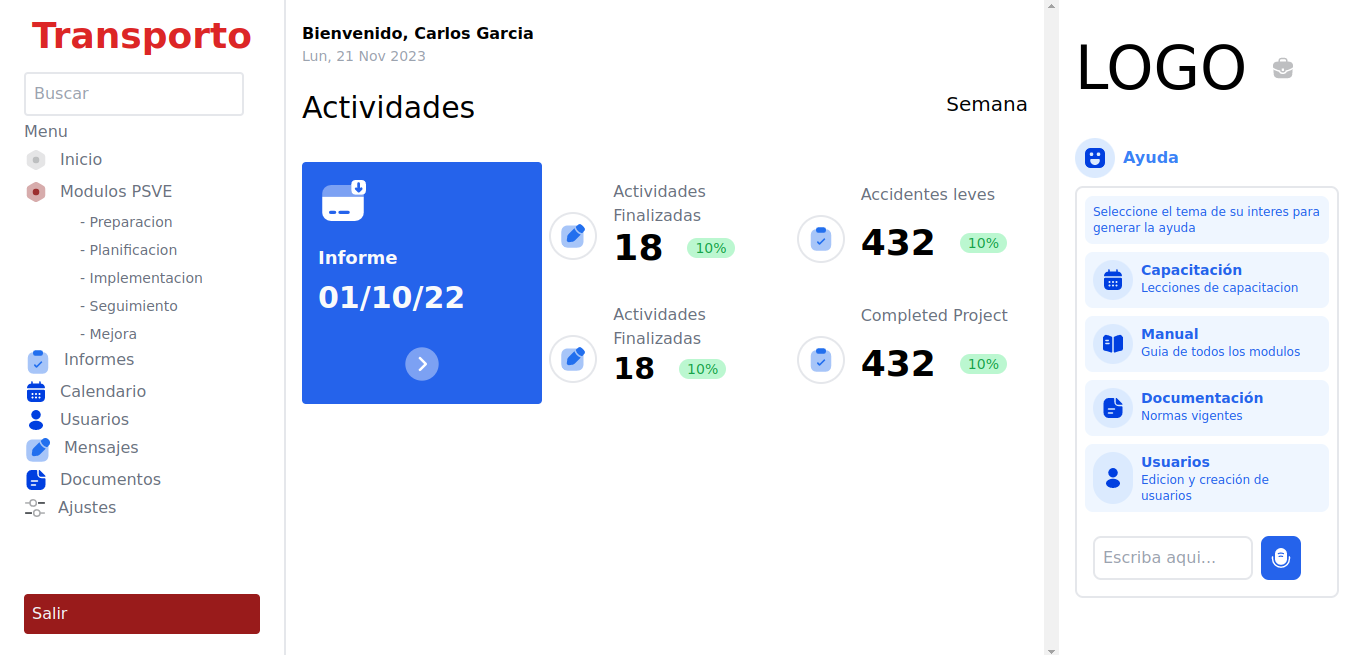 Transporto
Buscar
Menu
Inicio
Modulos PSVE
- Preparacion
- Planificacion
- Implementacion
- Seguimiento
- Mejora
Informes
Calendario
Usuarios
Mensajes
Documentos
Ajustes
Salir
Bienvenido, Carlos Garcia
Lun, 21 Nov 2023
Actividades
Semana
Informe
01/10/22
Actividades
Finalizadas
18 10%
Accidentes leves
432 10%
Actividades
Finalizadas
18 10%
Completed Project
432 10%
LOGO
Ayuda
Seleccione el tema de su interes para
generar la ayuda
Capacitación
Lecciones de capacitacion
Manual
Guia de todos los modulos
Documentación
Normas vigentes
Usuarios
Edicion y creación de
usuarios
Escriba aqui...